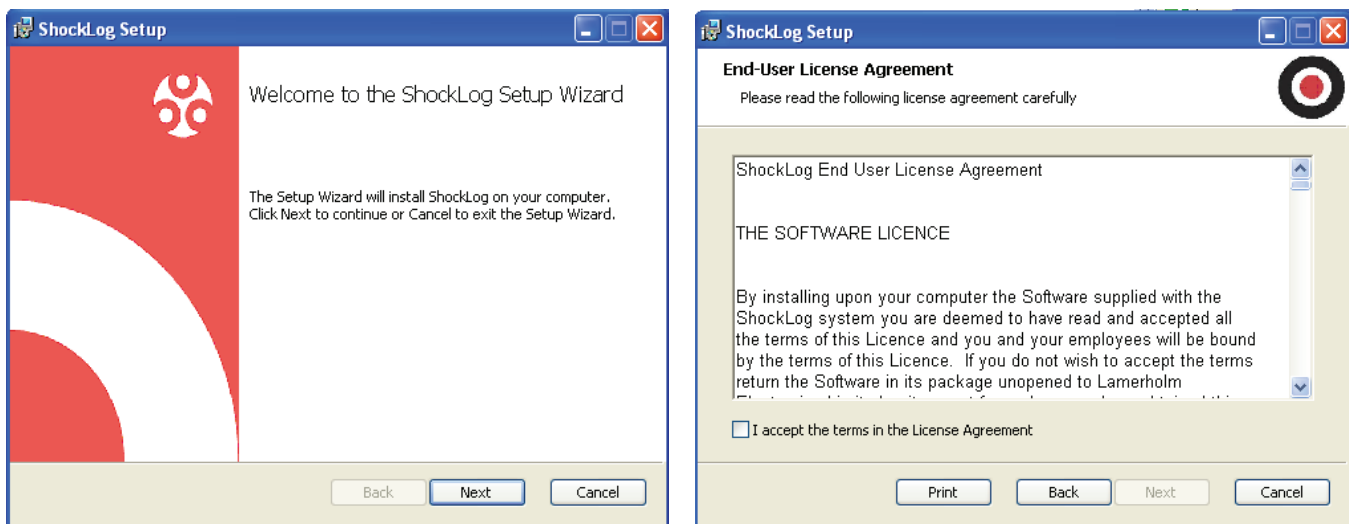 ShockLog Setup
Welcome to the ShockLog Setup Wizard
The Setup Wizard will install ShockLog on your computer.
Click Next to continue or Cancel to exit the Setup Wizard.
Back Next Cancel
ShockLog Setup
End-User License Agreement
Please read the following license agreement carefully
ShockLog End User License Agreement
THE SOFTWARE LICENCE
By installing upon your computer the Software supplied with the
ShockLog system you are deemed to have read and accepted all
the terms of this Licence and you and your employees will be bound
by the terms of this Licence.  If you do not wish to accept the terms
return the Software in its package unopened to Lamerholm
I accept the terms in the License Agreement
Print Back Next Cancel